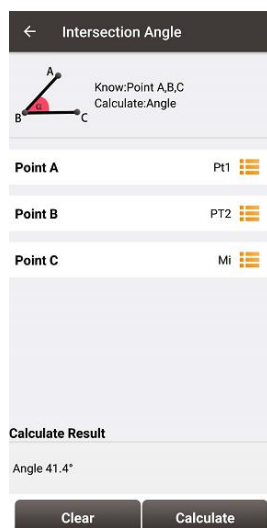 ← Intersection Angle
A
B
α
C
Know:Point A,B,C
Calculate:Angle
Point A Pt1
Point B PT2
Point C Mi
Calculate Result
Angle 41.4°
Clear Calculate